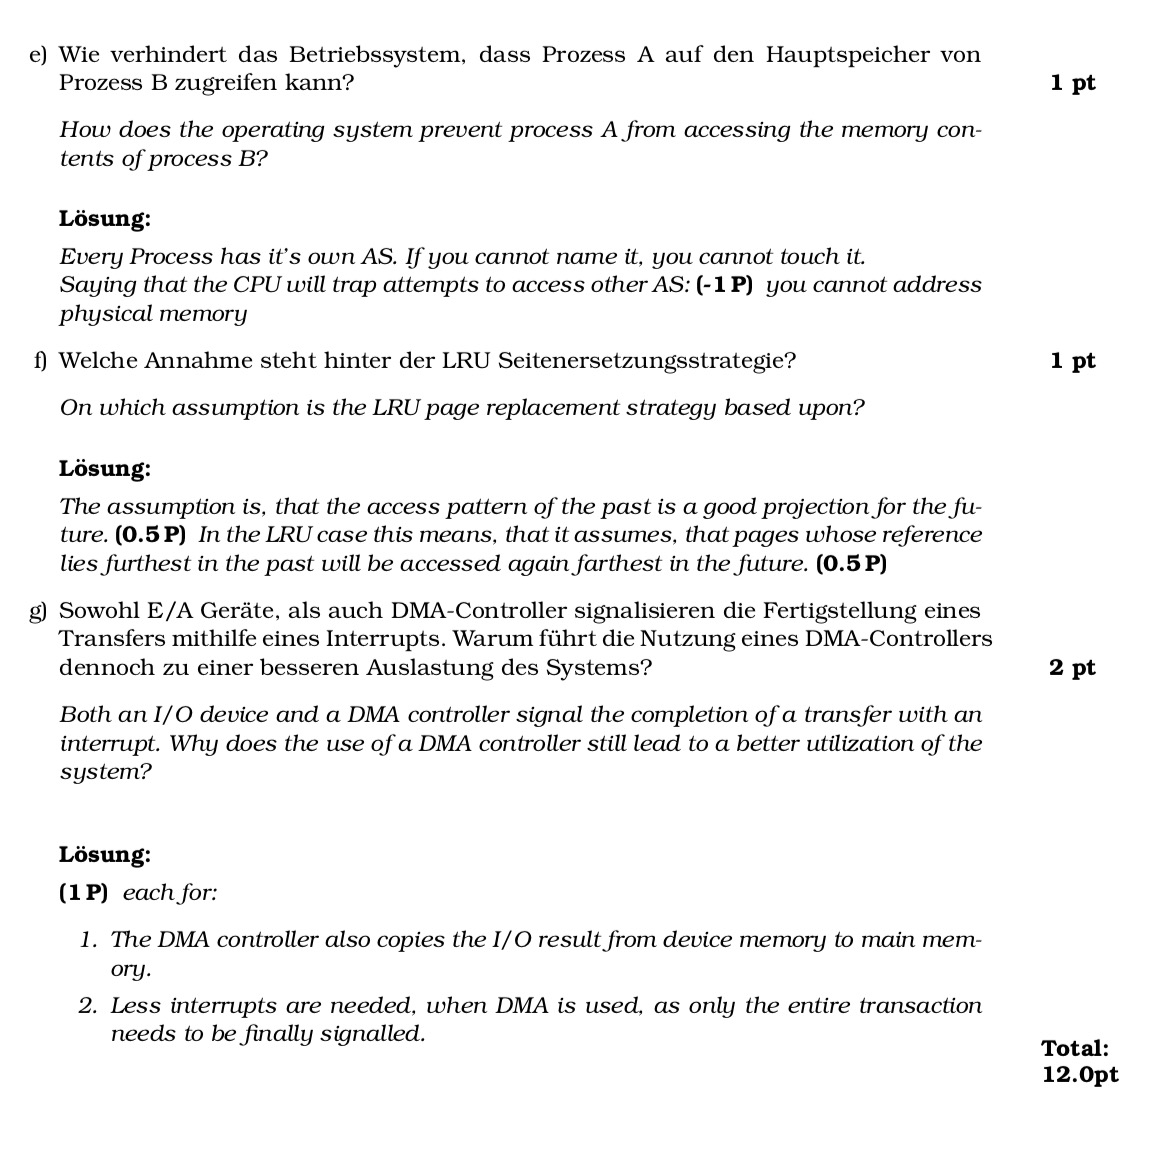 e) Wie verhindert das Betriebssystem, dass Prozess A auf den Hauptspeicher von
Prozess B zugreifen kann? 1 pt
How does the operating system prevent process A from accessing the memory con-
tents of process B?
Lösung:
Every Process has it's own AS. If you cannot name it, you cannot touch it.
Saying that the CPU will trap attempts to access other AS: (-1 P) you cannot address
physical memory
f) Welche Annahme steht hinter der LRU Seitenersetzungsstrategie? 1 pt
On which assumption is the LRU page replacement strategy based upon?
Lösung:
The assumption is, that the access pattern of the past is a good projection for the fu-
ture. (0.5 P) In the LRU case this means, that it assumes, that pages whose reference
lies furthest in the past will be accessed again farthest in the future. (0.5 P)
g) Sowohl E/A Geräte, als auch DMA-Controller signalisieren die Fertigstellung eines
Transfers mithilfe eines Interrupts. Warum führt die Nutzung eines DMA-Controllers
dennoch zu einer besseren Auslastung des Systems? 2 pt
Both an I/O device and a DMA controller signal the completion of a transfer with an
interrupt. Why does the use of a DMA controller still lead to a better utilization of the
system?
Lösung:
(1 P) each for:
1. The DMA controller also copies the I/O result from device memory to main mem-
ory.
2. Less interrupts are needed, when DMA is used, as only the entire transaction
needs to be finally signalled.
Total:
12.0pt